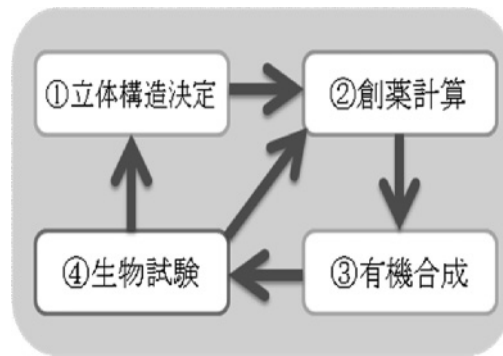 ①立体構造決定
②創薬計算
④生物試験
③有機合成